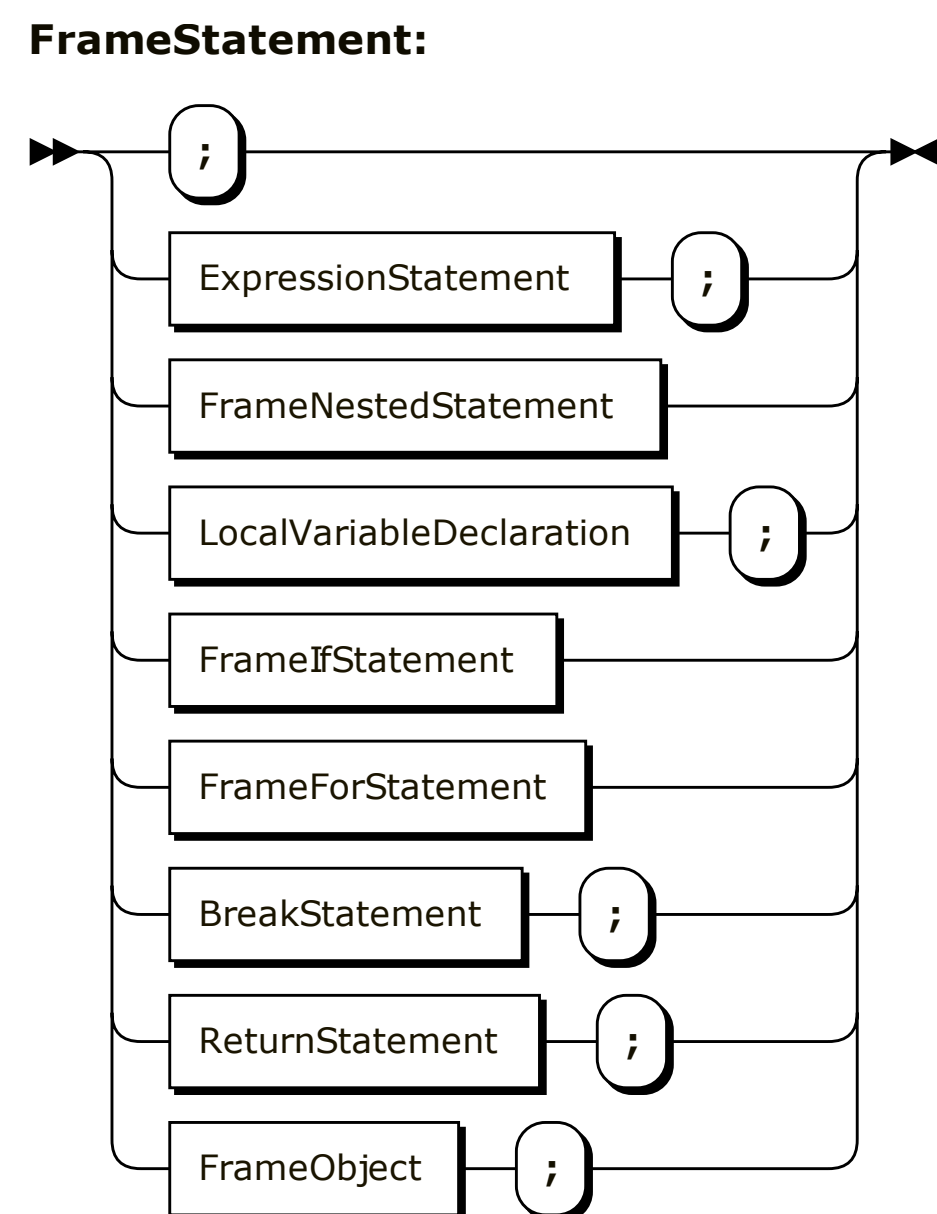 FrameStatement:
;
ExpressionStatement ;
FrameNestedStatement
LocalVariableDeclaration ;
FrameIfStatement
FrameForStatement
BreakStatement ;
ReturnStatement ;
FrameObject ;